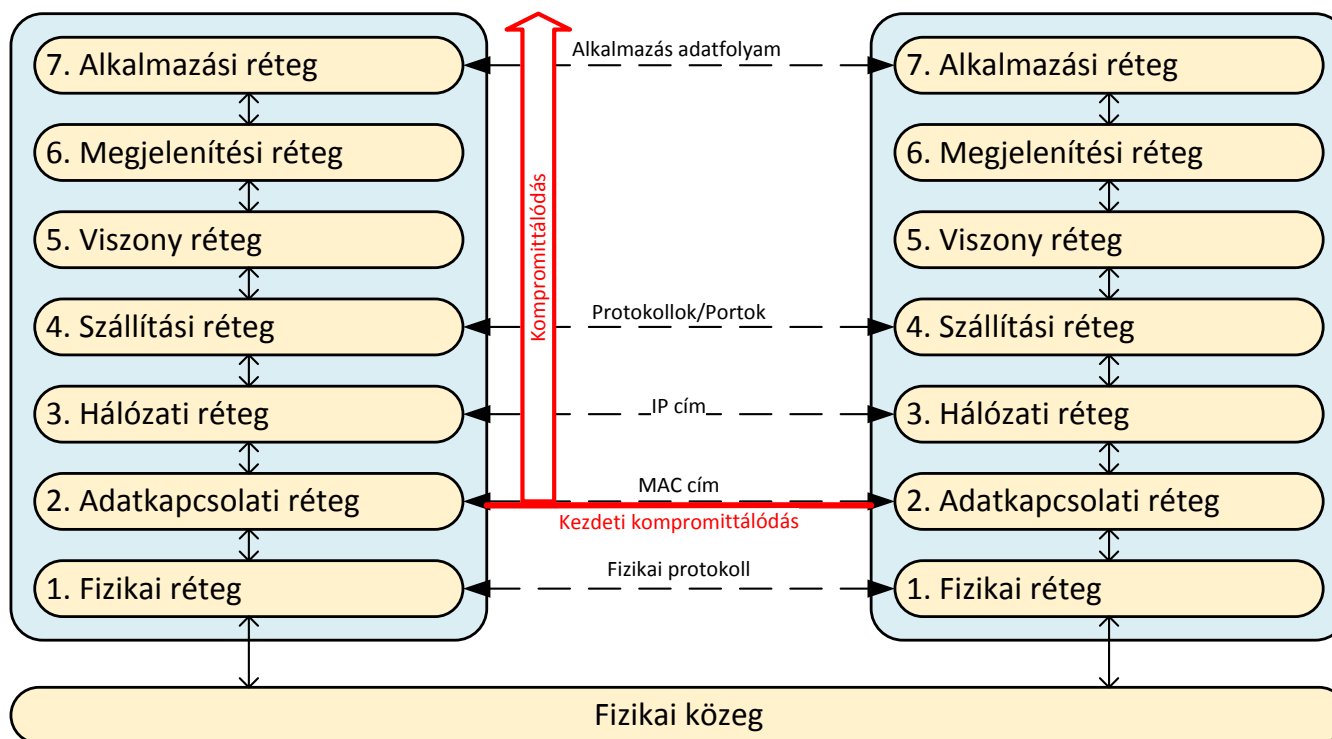 Alkalmazás adatfolyam
7. Alkalmazási réteg
7. Alkalmazási réteg
6. Megjelenítési réteg
6. Megjelenítési réteg
Kompromittálódás
5. Viszony réteg
5. Viszony réteg
Protokollok/Portok
4. Szállítási réteg
4. Szállítási réteg
IP cím
3. Hálózati réteg
3. Hálózati réteg
MAC cím
2. Adatkapcsolati réteg
2. Adatkapcsolati réteg
Kezdeti kompromittálódás
Fizikai protokoll
1. Fizikai réteg
1. Fizikai réteg
Fizikai közeg